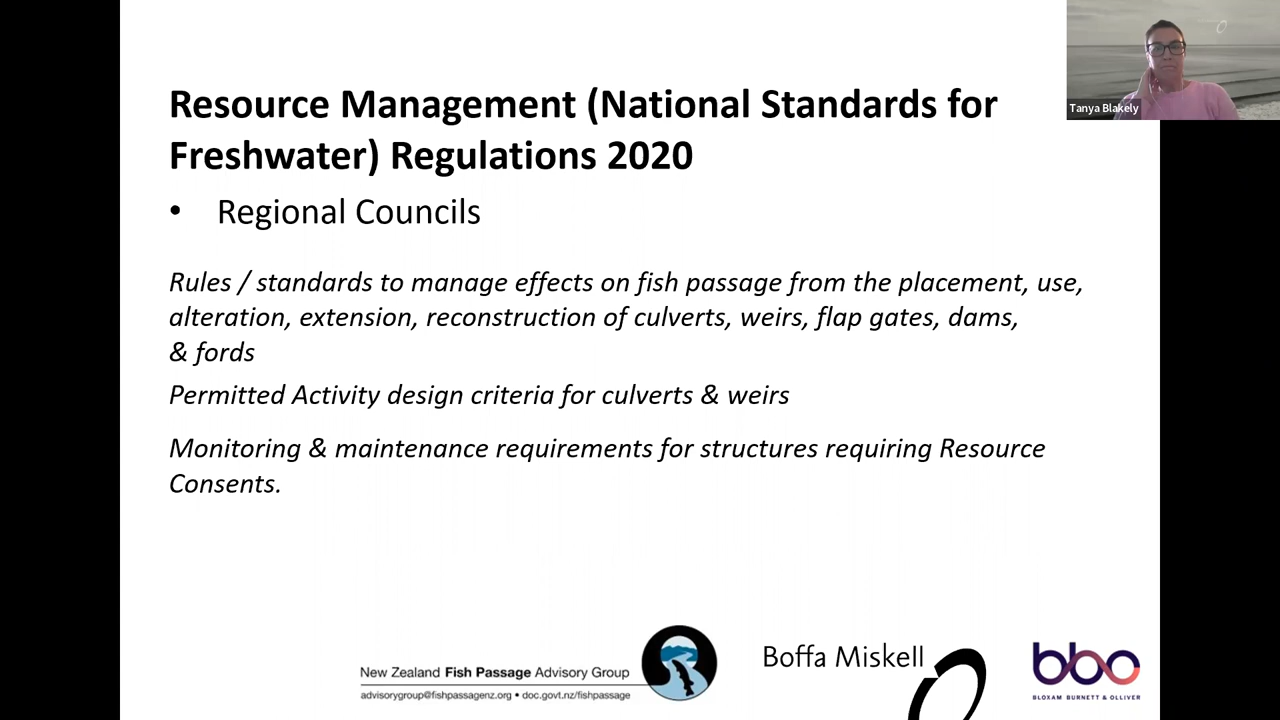 Resource Management (National Standards for
Freshwater) Regulations 2020
• Regional Councils
Rules / standards to manage effects on fish passage from the placement, use,
alteration, extension, reconstruction of culverts, weirs, flap gates, dams,
& fords
Permitted Activity design criteria for culverts & weirs
Monitoring & maintenance requirements for structures requiring Resource
Consents.
Tanya Blakely
New Zealand Fish Passage Advisory Group
advisorygroup@fishpassagenz.org • doc.govt.nz/fishpassage
Boffa Miskell
bbo
BLOXAM BURNETT & OLLIVER